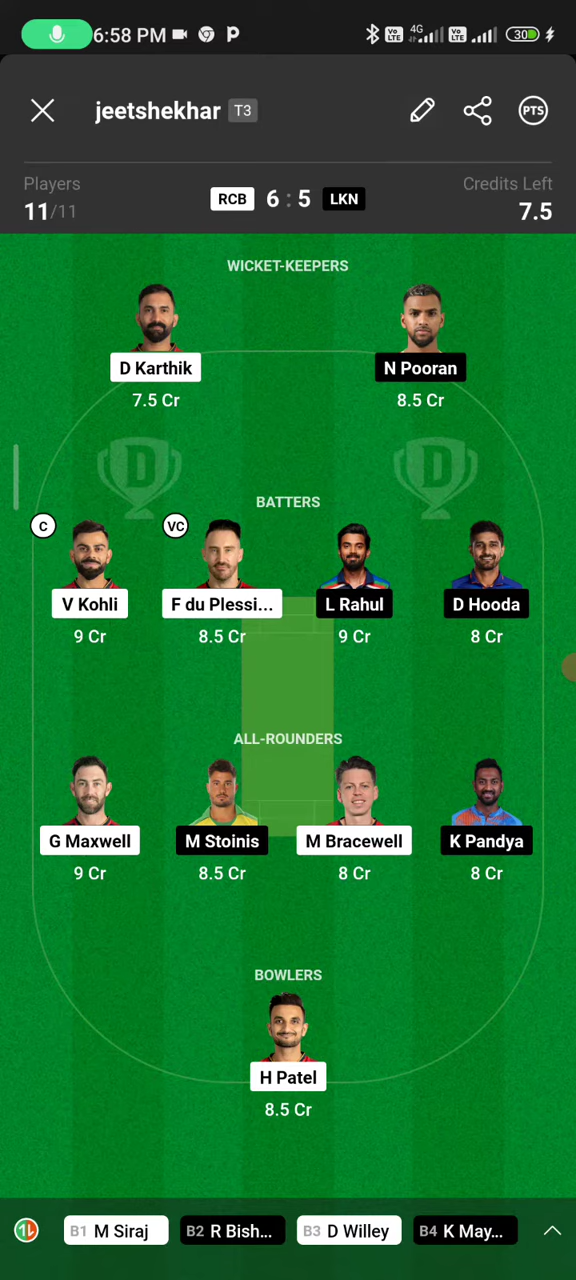 6:58 PM VoLTE 4G VoLTE 30
jeetshekhar T3 PTS
Players Credits Left
11/11 RCB 6 : 5 LKN 7.5
WICKET-KEEPERS
D Karthik N Pooran
7.5 Cr 8.5 Cr
D D
BATTERS
C VC
V Kohli F du Plessi... L Rahul D Hooda
9 Cr 8.5 Cr 9 Cr 8 Cr
ALL-ROUNDERS
G Maxwell M Stoinis M Bracewell K Pandya
9 Cr 8.5 Cr 8 Cr 8 Cr
BOWLERS
H Patel
8.5 Cr
B1 M Siraj B2 R Bish... B3 D Willey B4 K May...